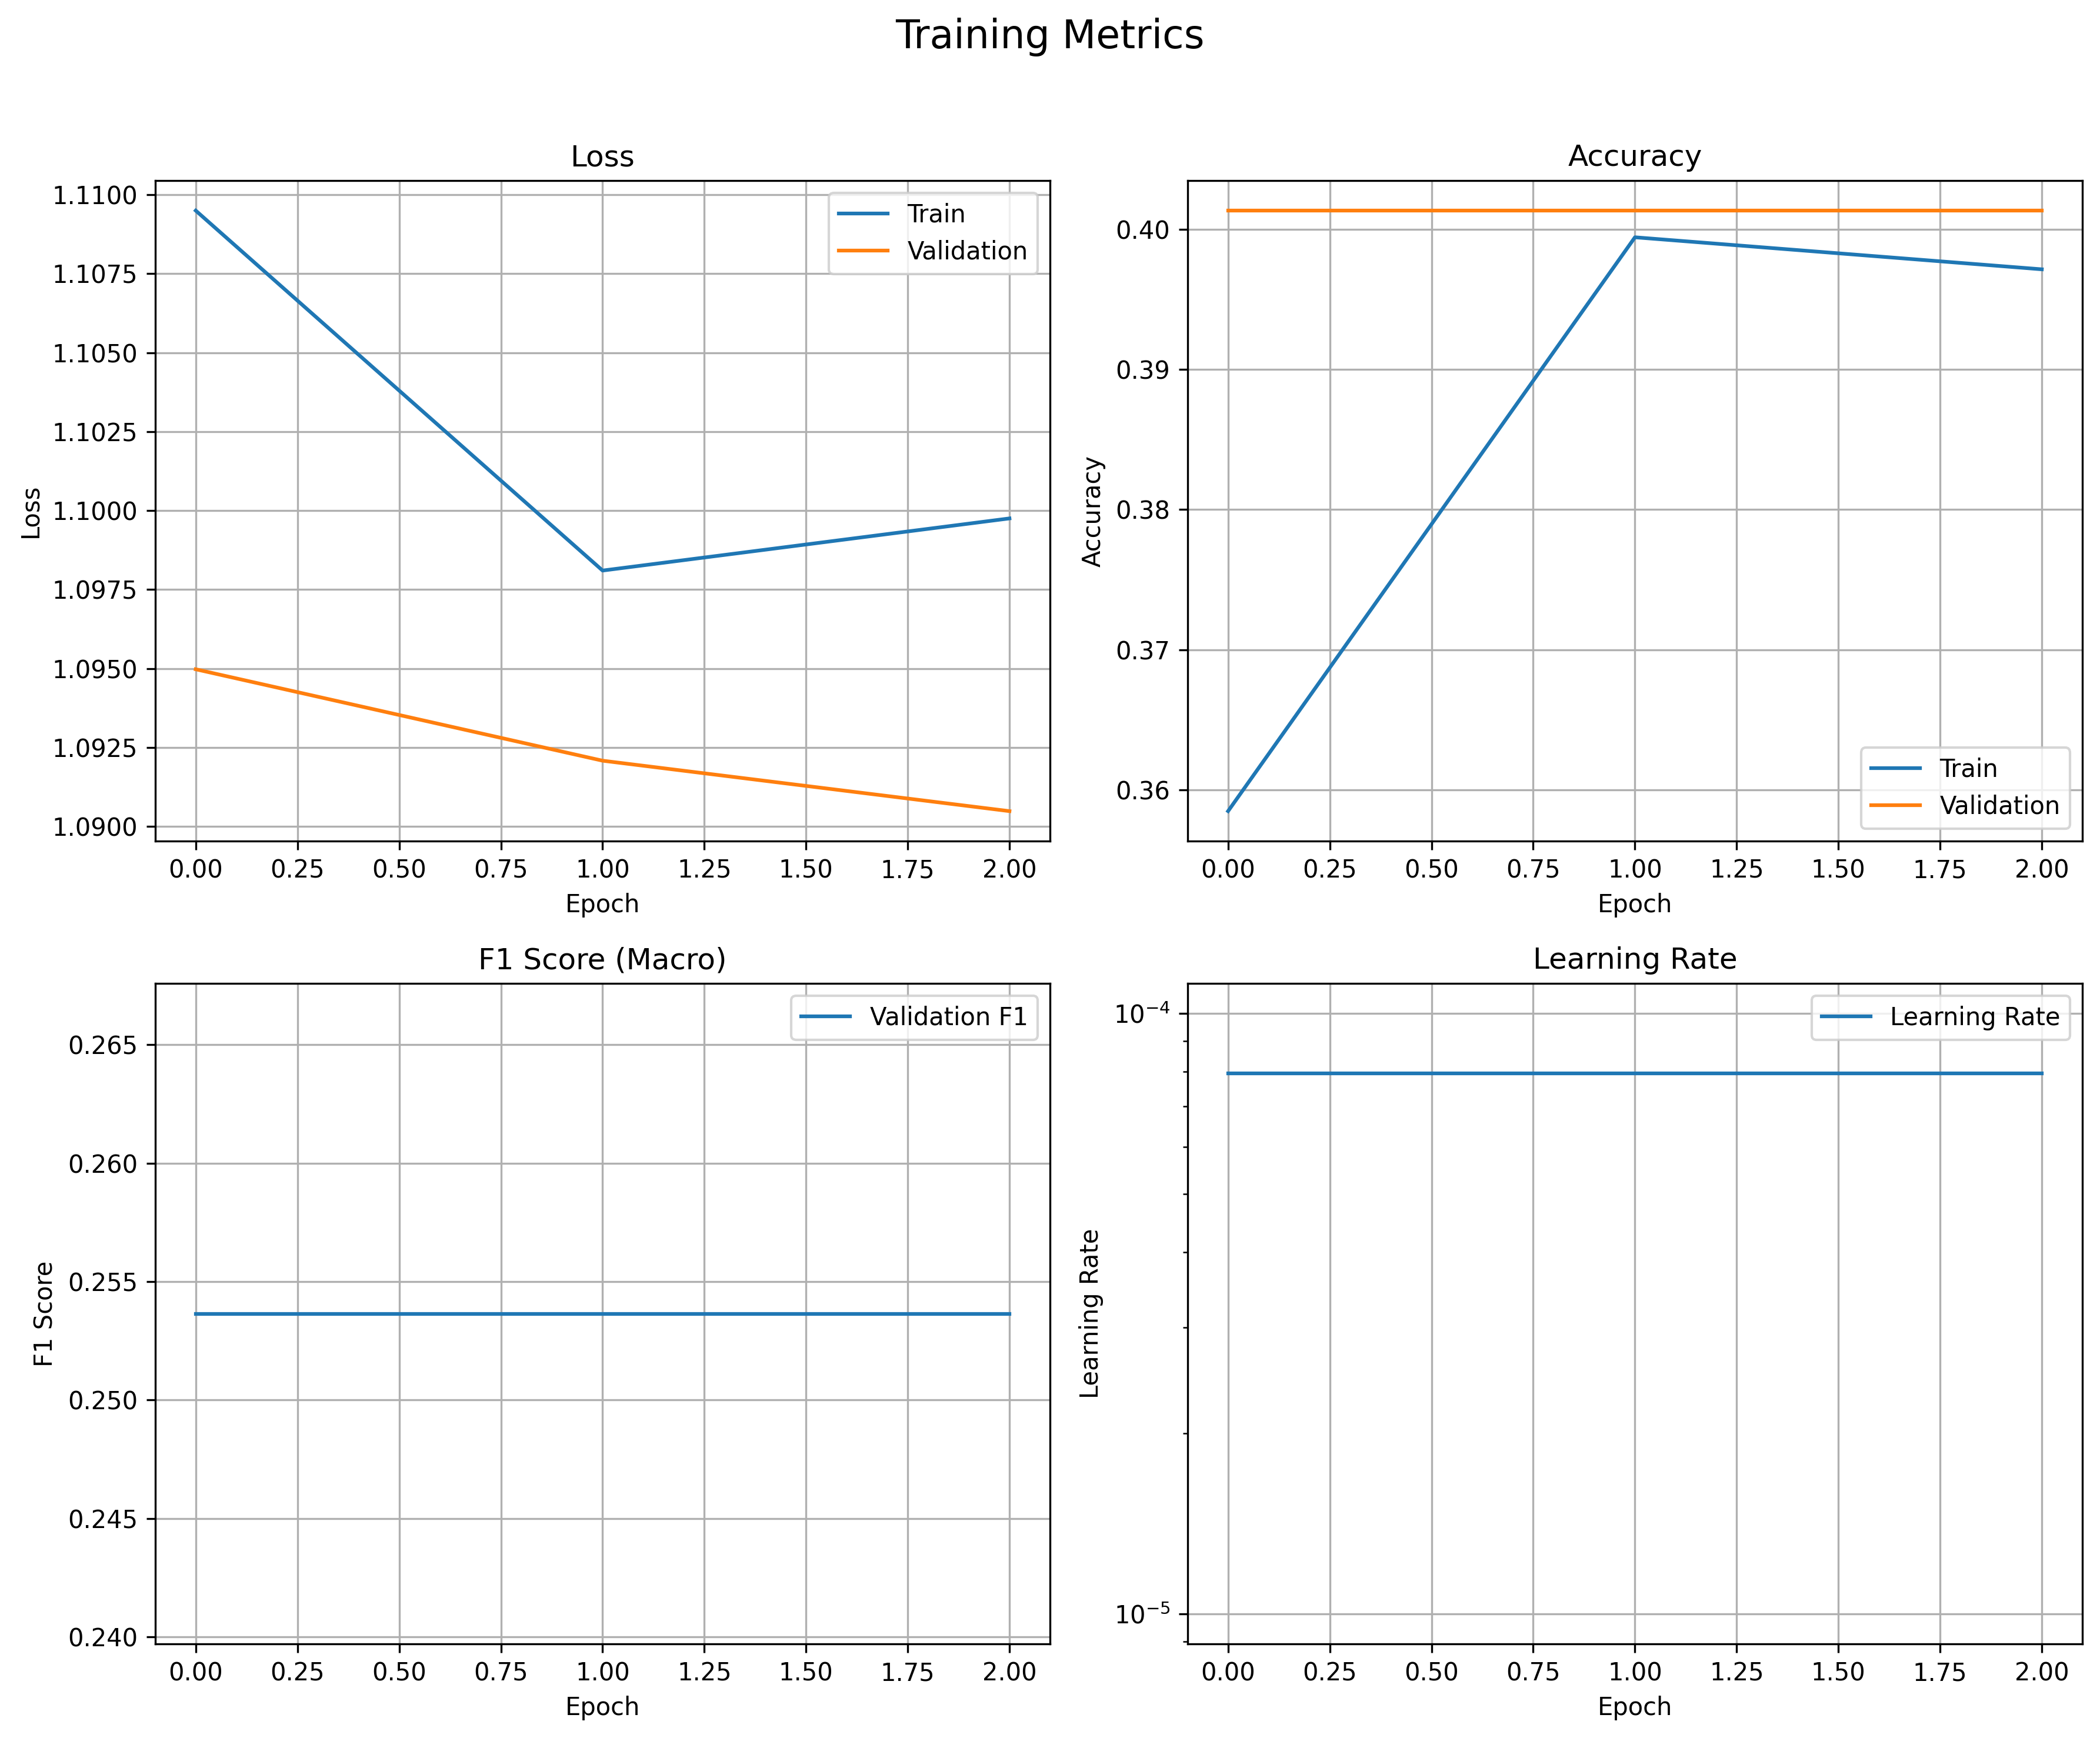 Training Metrics
Loss
1.1100
1.1075
1.1050
1.1025
1.1000
1.0975
1.0950
1.0925
1.0900
Loss
Train
Validation
0.00 0.25 0.50 0.75 1.00 1.25 1.50 1.75 2.00
Epoch
Accuracy
0.40
0.39
0.38
0.37
0.36
Accuracy
Train
Validation
0.00 0.25 0.50 0.75 1.00 1.25 1.50 1.75 2.00
Epoch
F1 Score (Macro)
Validation F1
0.265
0.260
0.255
0.250
0.245
0.240
F1 Score
0.00 0.25 0.50 0.75 1.00 1.25 1.50 1.75 2.00
Epoch
Learning Rate
Learning Rate
10⁻⁴
10⁻⁵
Learning Rate
0.00 0.25 0.50 0.75 1.00 1.25 1.50 1.75 2.00
Epoch